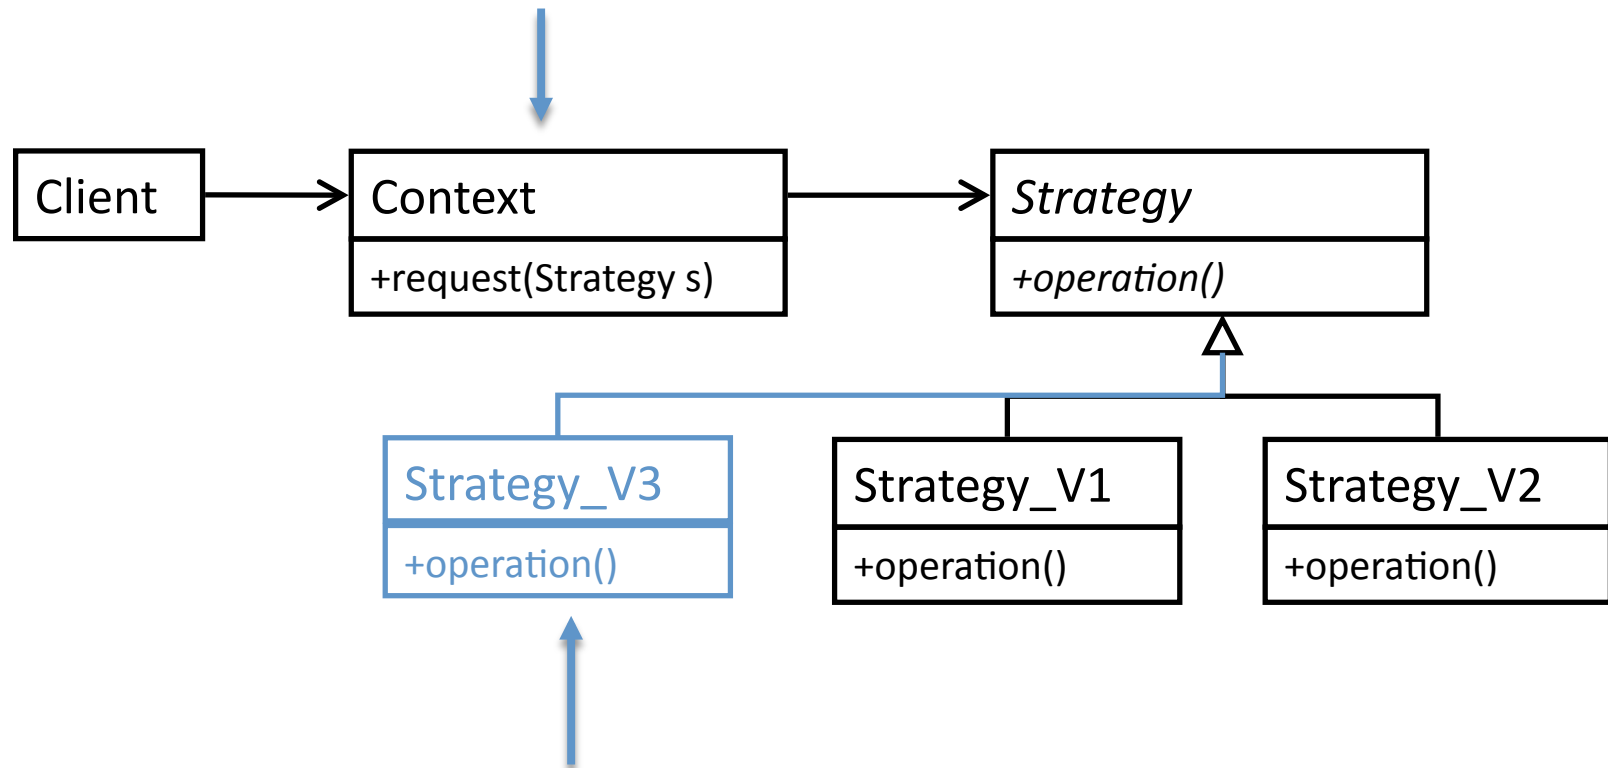 Client
Context
+request(Strategy s)
Strategy
+operation()
Strategy_V3
+operation()
Strategy_V1
+operation()
Strategy_V2
+operation()